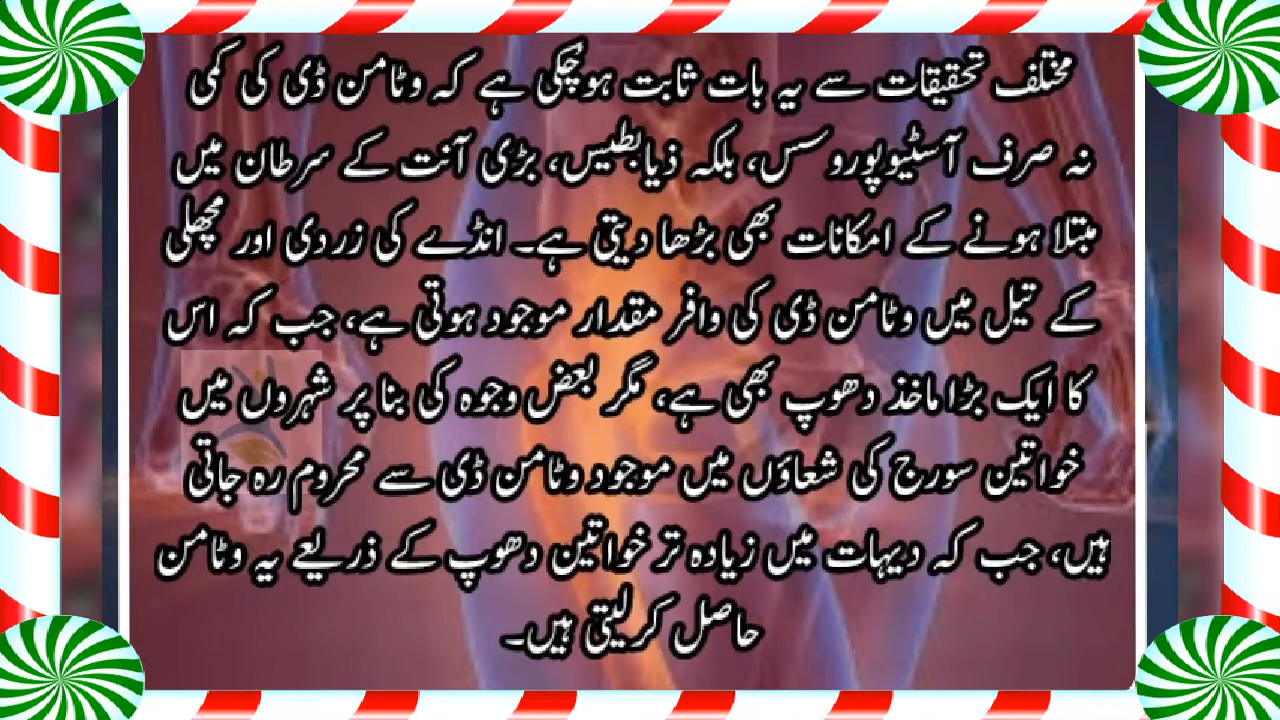 مختلف تحقیقات سے یہ بات ثابت ہوچکی ہے کہ وٹامن ڈی کی کمی
نہ صرف آسٹیوپوروسس، بلکہ ذیابطیس، بڑی آنت کے سرطان میں
مبتلا ہونے کے امکانات بھی بڑھا دیتی ہے۔ انڈے کی زردی اور مچھلی
کے تیل میں وٹامن ڈی کی وافر مقدار موجود ہوتی ہے، جب کہ اس
کا ایک بڑا ماخذ دھوپ بھی ہے، مگر بعض وجوہ کی بنا پر شہروں میں
خواتین سورج کی شعاؤں میں موجود وٹامن ڈی سے محروم رہ جاتی
ہیں، جب کہ دیہات میں زیادہ تر خواتین دھوپ کے ذریعے یہ وٹامن
حاصل کرلیتی ہیں۔